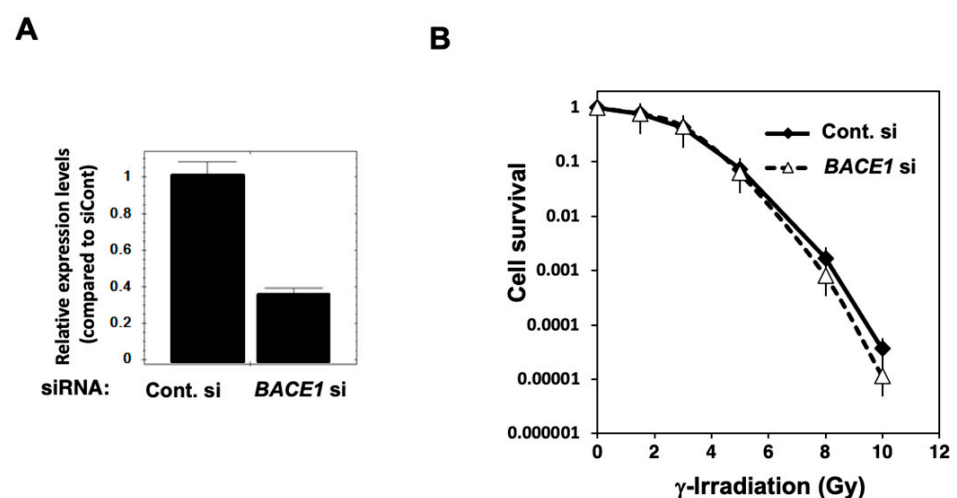 A
Relative expression levels
(compared to siCont)
1
0.8
0.6
0.4
0.2
0
siRNA:
Cont. si
BACE1 si
B
Cell survival
1
0.1
0.01
0.001
0.0001
0.00001
0.000001
Cont. si
BACE1 si
0 2 4 6 8 10 12
γ-Irradiation (Gy)